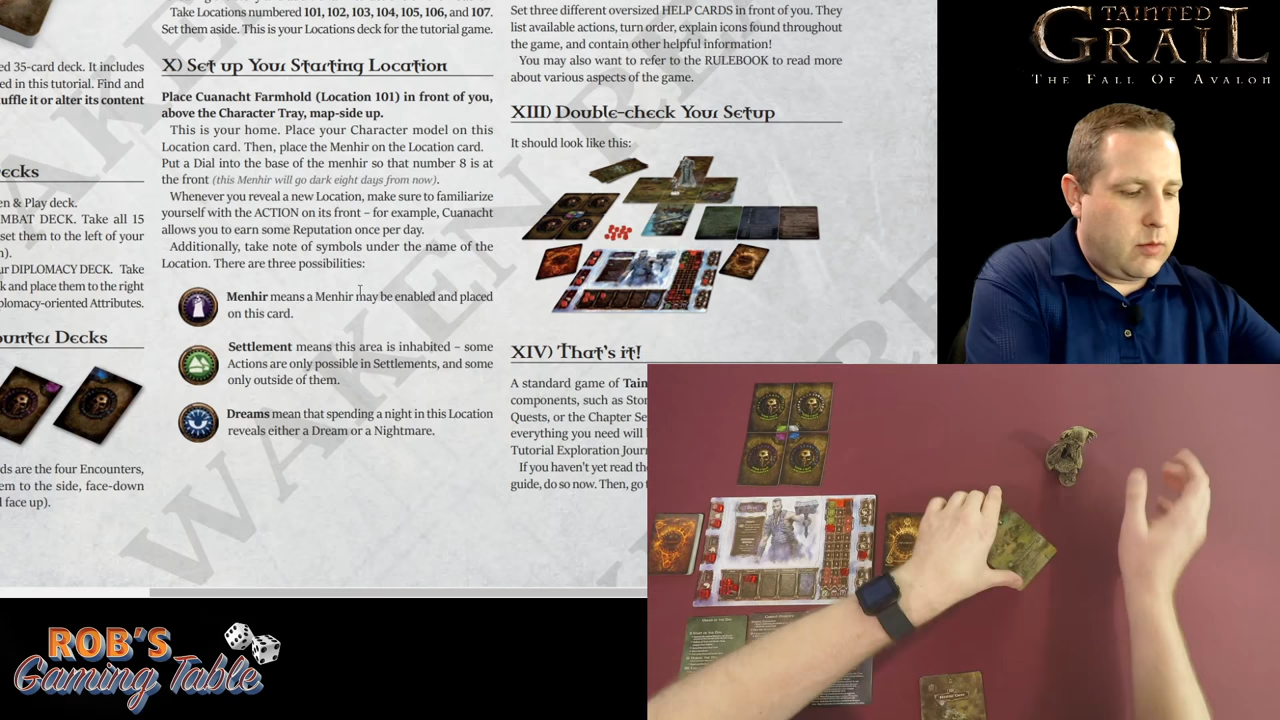 ed 35-card deck. It includes
ed in this tutorial. Find and
uffle it or alter its content
ecks
en & Play deck.
OMBAT DECK. Take all 15
set them to the left of your
n).
ur DIPLOMACY DECK. Take
k and place them to the right
plomacy-oriented Attributes.
ounter Decks
ds are the four Encounters,
em to the side, face-down
l face up).
Take Locations numbered 101, 102, 103, 104, 105, 106, and 107.
Set them aside. This is your Locations deck for the tutorial game.
X) Set up Your Starting Location
Place Cuanacht Farmhold (Location 101) in front of you,
above the Character Tray, map-side up.
This is your home. Place your Character model on this
Location card. Then, place the Menhir on the Location card.
Put a Dial into the base of the menhir so that number 8 is at
the front (this Menhir will go dark eight days from now).
Whenever you reveal a new Location, make sure to familiarize
yourself with the ACTION on its front – for example, Cuanacht
allows you to earn some Reputation once per day.
Additionally, take note of symbols under the name of the
Location. There are three possibilities:
Menhir means a Menhir may be enabled and placed
on this card.
Settlement means this area is inhabited – some
Actions are only possible in Settlements, and some
only outside of them.
Dreams mean that spending a night in this Location
reveals either a Dream or a Nightmare.
Set three different oversized HELP CARDS in front of you. They
list available actions, turn order, explain icons found throughout
the game, and contain other helpful information!
You may also want to refer to the RULEBOOK to read more
about various aspects of the game.
XIII) Double-check Your Setup
It should look like this:
XIV) That's it!
A standard game of Tain
components, such as Stor
Quests, or the Chapter Se
everything you need will b
Tutorial Exploration Jour
If you haven't yet read the
guide, do so now. Then, go t
AWAKEN REA
TAINTED
GRAIL
THE FALL OF AVALON
ROB'S
Gaming Table